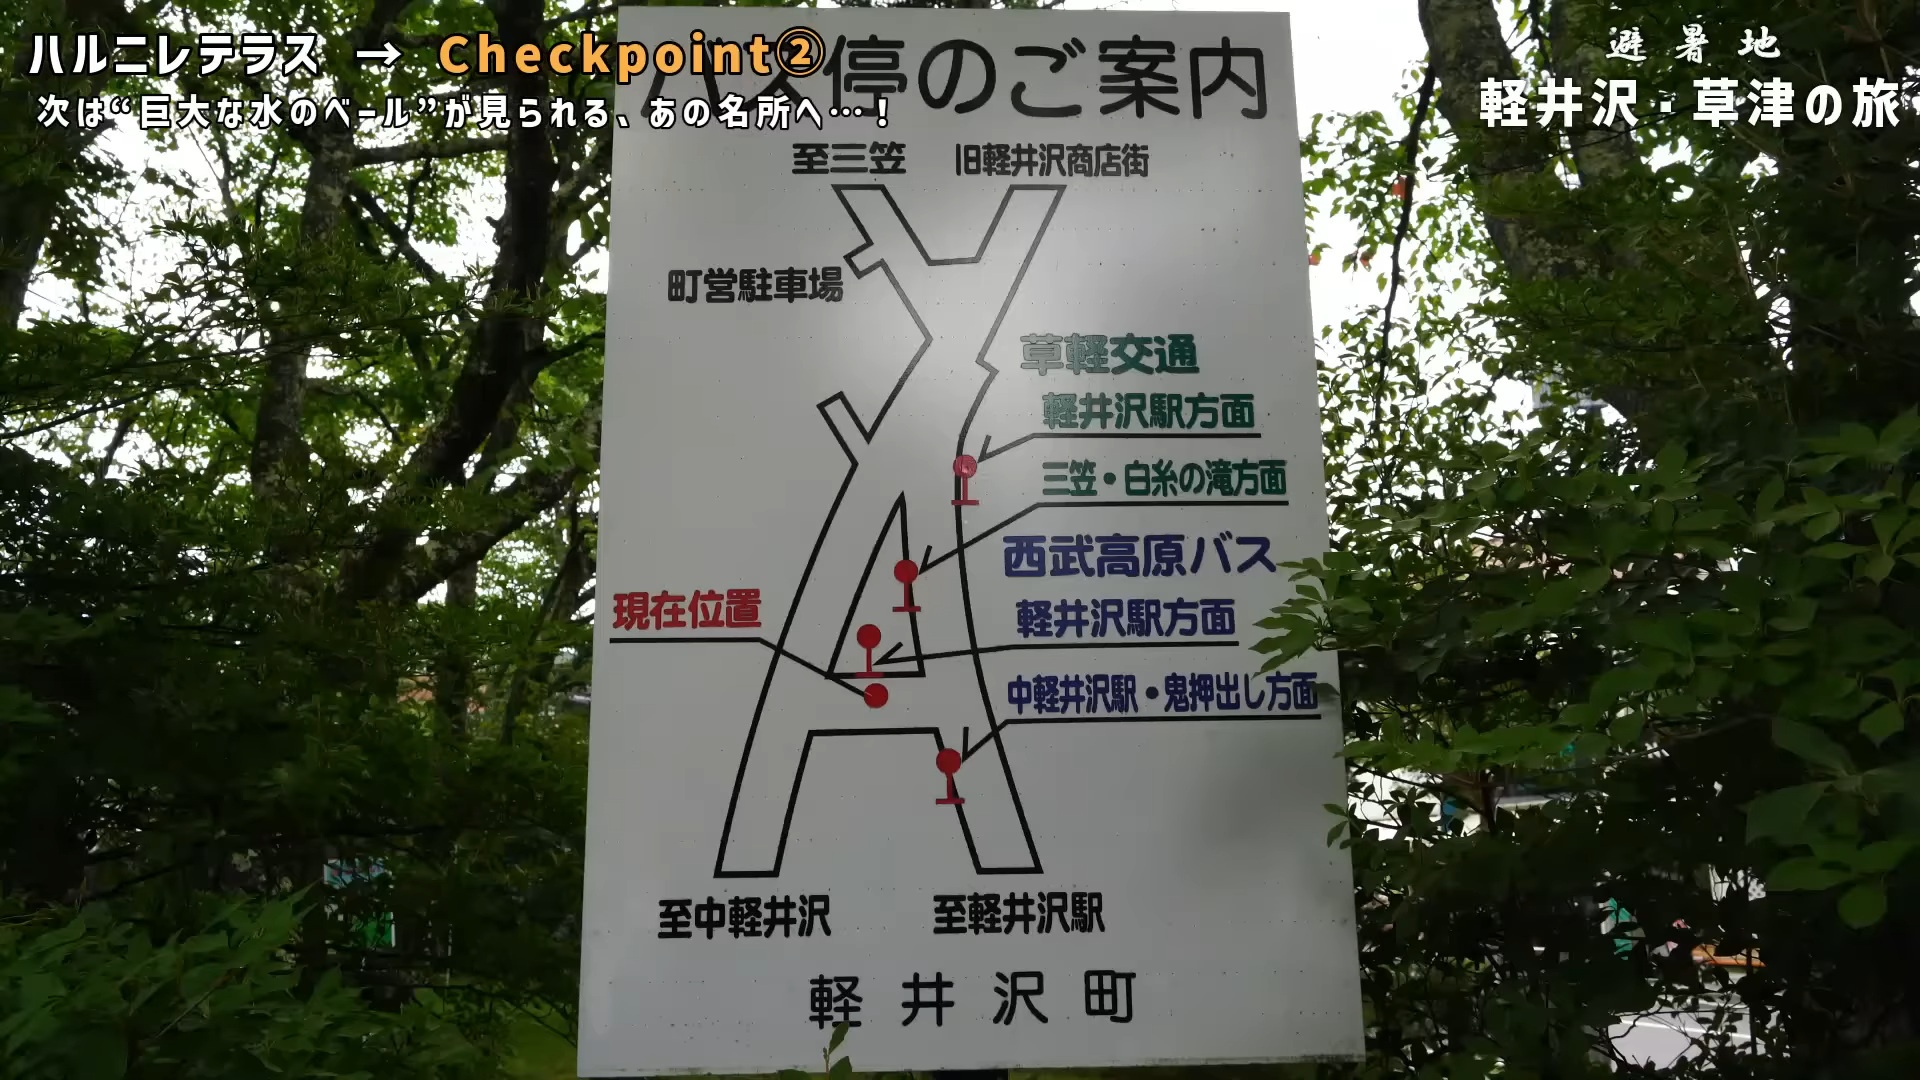 ハルニレテラス → Checkpoint②
次は“巨大な水のベール”が見られる、あの名所へ…！
避暑地
軽井沢・草津の旅
バス停のご案内
至三笠
旧軽井沢商店街
町営駐車場
草軽交通
軽井沢駅方面
三笠・白糸の滝方面
西武高原バス
現在位置
軽井沢駅方面
中軽井沢駅・鬼押出し方面
至中軽井沢
至軽井沢駅
軽井沢町